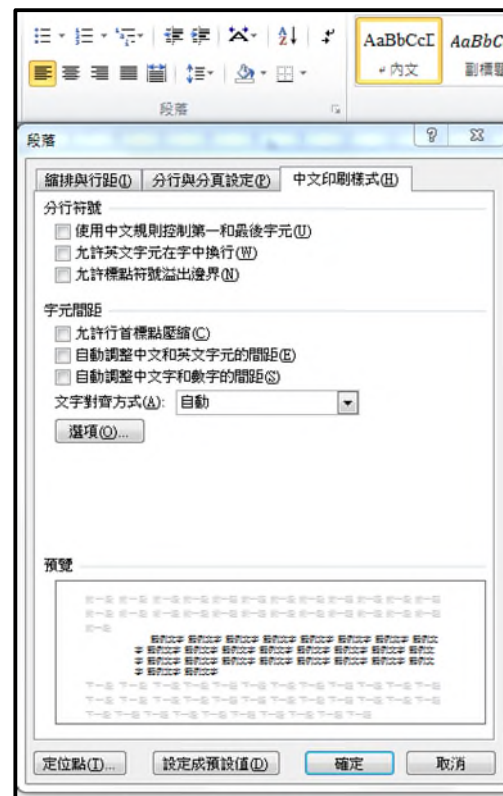 AaBbCcI AaBbC
↵內文 副標題
段落
段落
縮排與行距(I) 分行與分頁設定(P) 中文印刷樣式(H)
分行符號
使用中文規則控制第一和最後字元(U)
允許英文字元在字中換行(W)
允許標點符號溢出邊界(N)
字元間距
允許行首標點壓縮(C)
自動調整中文和英文字元的間距(E)
自動調整中文字和數字的間距(S)
文字對齊方式(A): 自動
選項(O)...
預覽
定位點(T)... 設定成預設值(D) 確定 取消